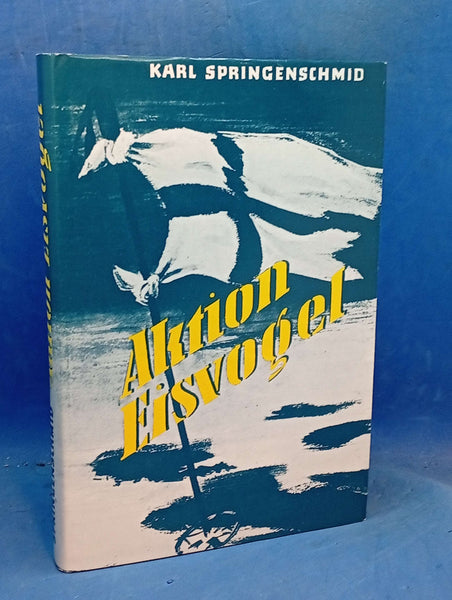 KARL SPRINGENSCHMID
Aktion
Eisvogel